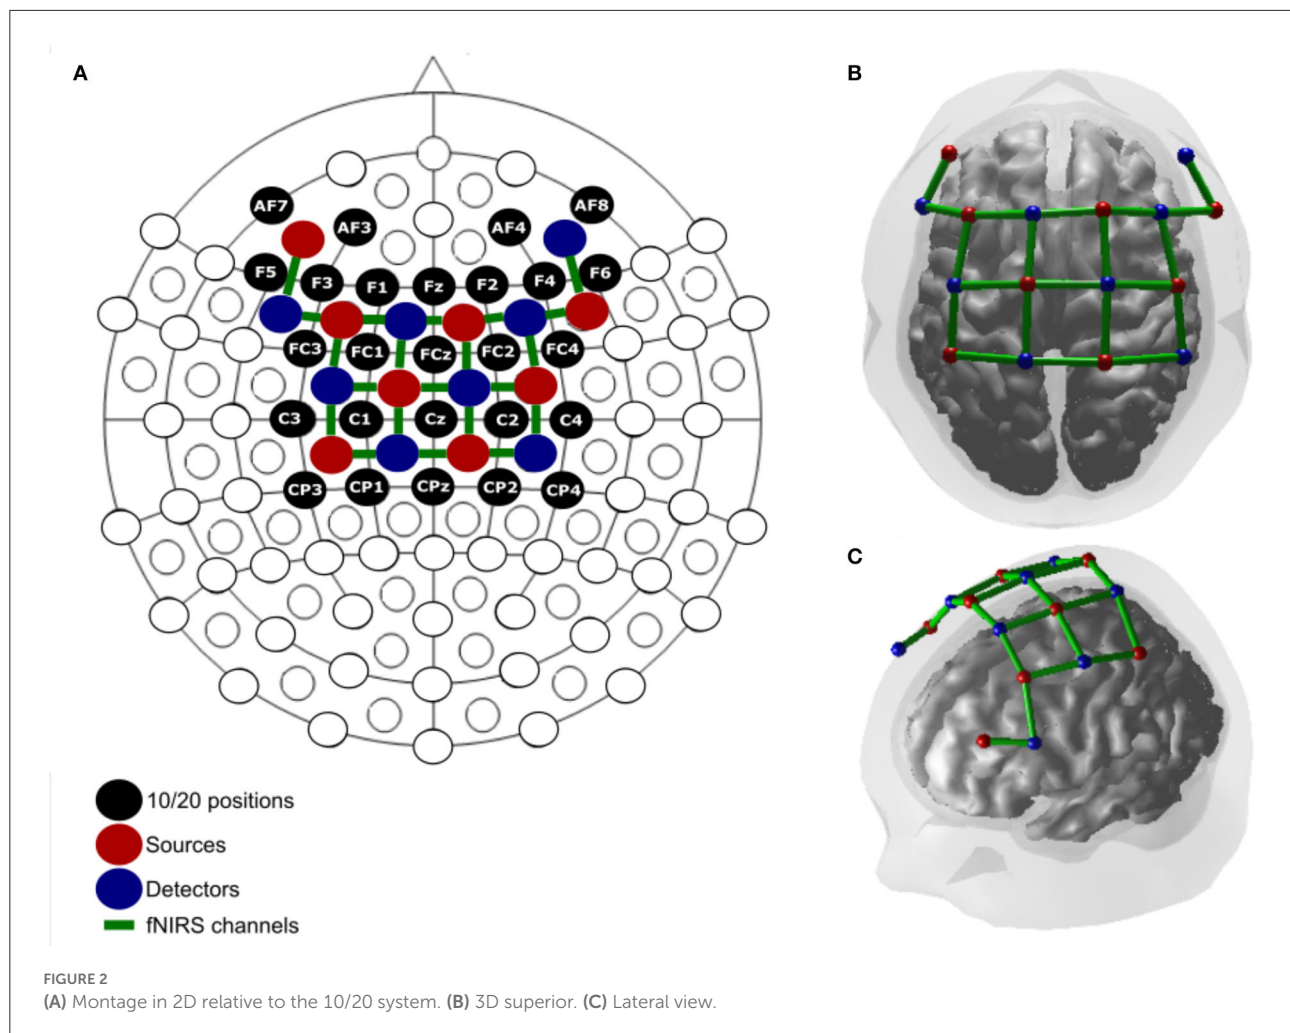 A
B
AF7
AF8
AF3
AF4
F5
F3
F1
Fz
F2
F4
F6
FC3
FC1
FCz
FC2
FC4
C3
C1
Cz
C2
C4
CP3
CP1
CPz
CP2
CP4
C
10/20 positions
Sources
Detectors
fNIRS channels
FIGURE 2
(A) Montage in 2D relative to the 10/20 system. (B) 3D superior. (C) Lateral view.